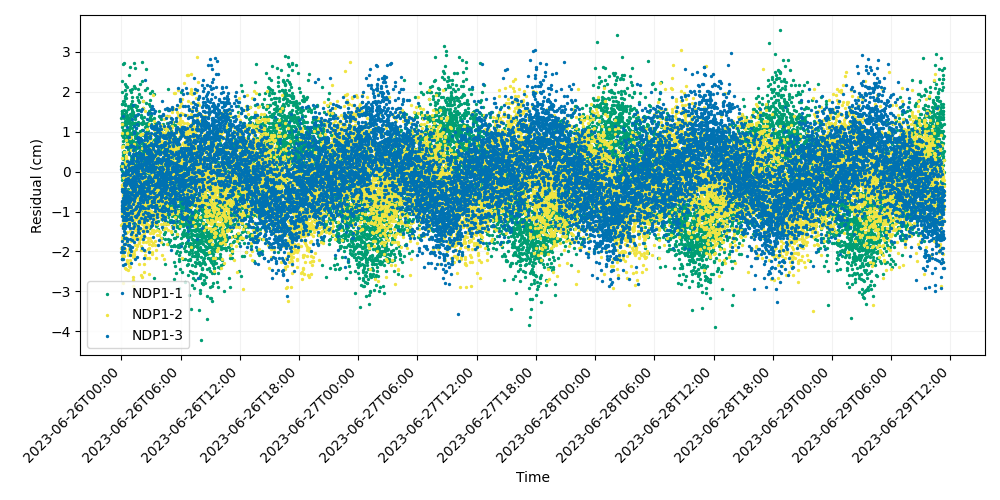 Residual (cm)
3
2
1
0
−1
−2
−3
−4
NDP1-1
NDP1-2
NDP1-3
2023-06-26T00:00
2023-06-26T06:00
2023-06-26T12:00
2023-06-26T18:00
2023-06-27T00:00
2023-06-27T06:00
2023-06-27T12:00
2023-06-27T18:00
2023-06-28T00:00
2023-06-28T06:00
2023-06-28T12:00
2023-06-28T18:00
2023-06-29T00:00
2023-06-29T06:00
2023-06-29T12:00
Time